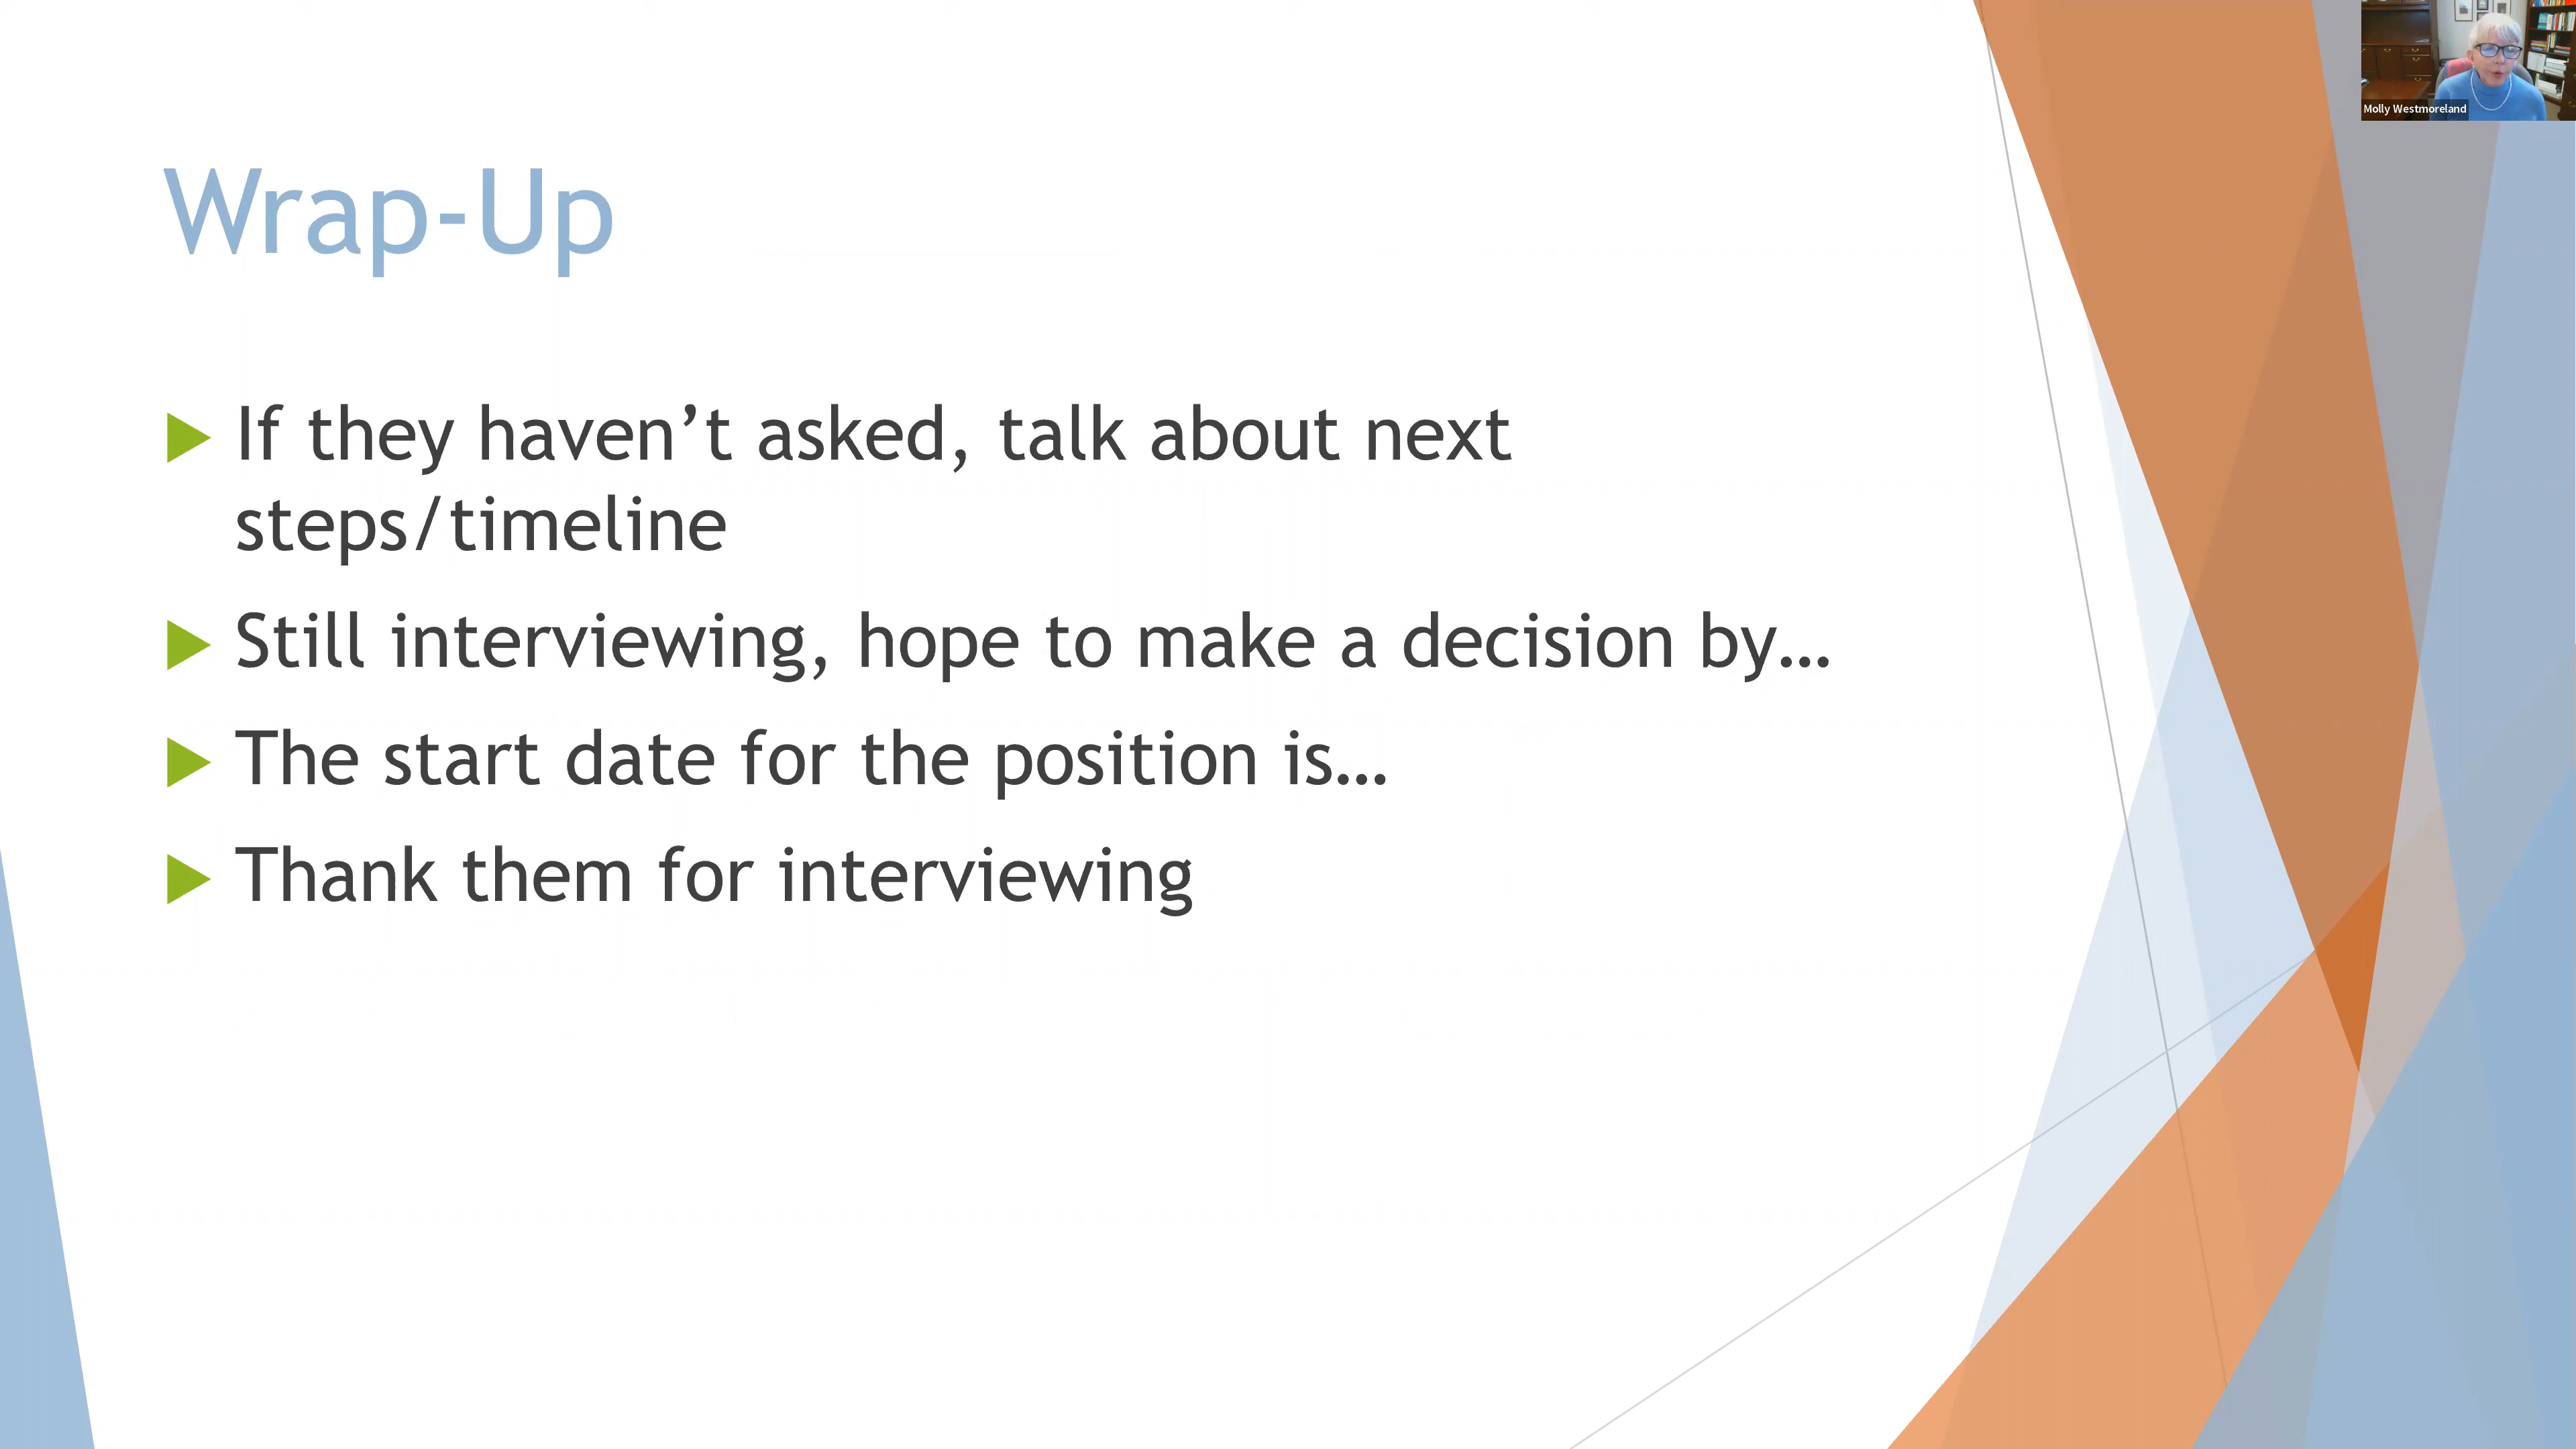 Molly Westmoreland
Wrap-Up
If they haven’t asked, talk about next
steps/timeline
Still interviewing, hope to make a decision by…
The start date for the position is…
Thank them for interviewing